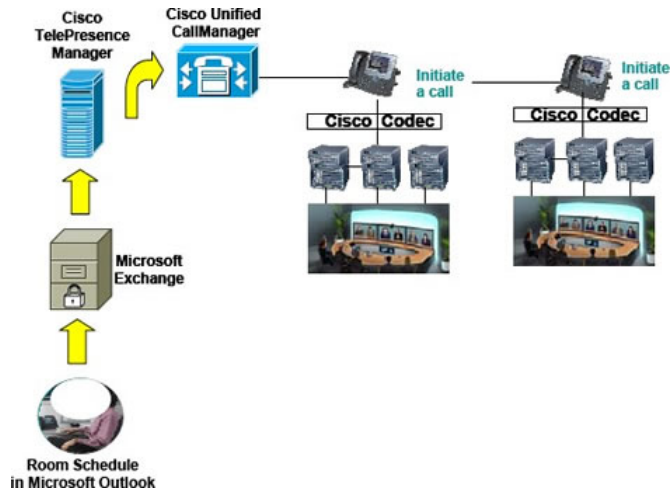 Cisco
TelePresence
Manager
Cisco Unified
CallManager
Initiate
a call
Initiate
a call
Cisco Codec
Cisco Codec
Microsoft
Exchange
Room Schedule
in Microsoft Outlook